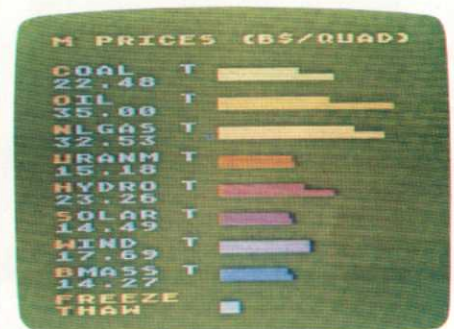 M PRICES (B$/QUAD)
COAL T
22.48
OIL T
35.00
NLGAS T
32.53
URANM T
15.18
HYDRO T
23.26
SOLAR T
14.49
WIND T
17.69
BMASS T
14.27
FREEZE
THAW